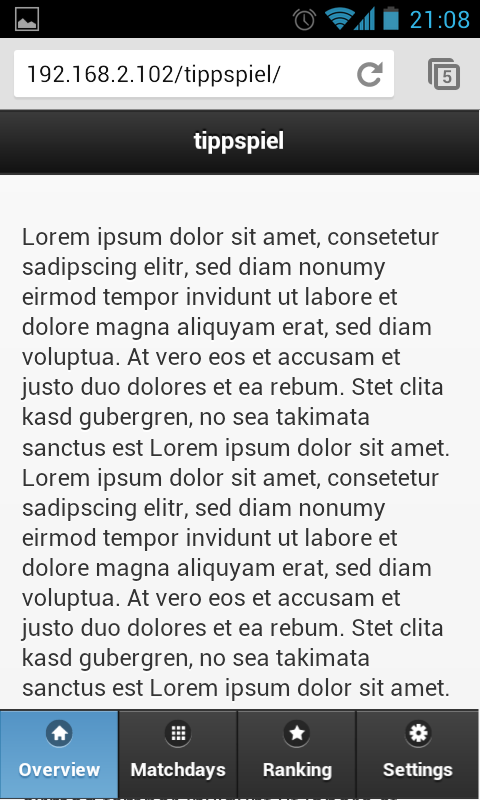 21:08
192.168.2.102/tippspiel/
5
tippspiel
Lorem ipsum dolor sit amet, consetetur
sadipscing elitr, sed diam nonumy
eirmod tempor invidunt ut labore et
dolore magna aliquyam erat, sed diam
voluptua. At vero eos et accusam et
justo duo dolores et ea rebum. Stet clita
kasd gubergren, no sea takimata
sanctus est Lorem ipsum dolor sit amet.
Lorem ipsum dolor sit amet, consetetur
sadipscing elitr, sed diam nonumy
eirmod tempor invidunt ut labore et
dolore magna aliquyam erat, sed diam
voluptua. At vero eos et accusam et
justo duo dolores et ea rebum. Stet clita
kasd gubergren, no sea takimata
sanctus est Lorem ipsum dolor sit amet.
Overview Matchdays Ranking Settings